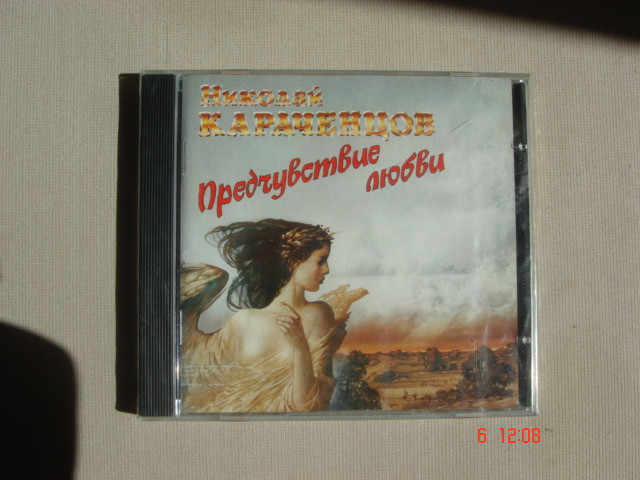 Николай
КАРАЧЕНЦОВ
Предчувствие
любви
6 12:08